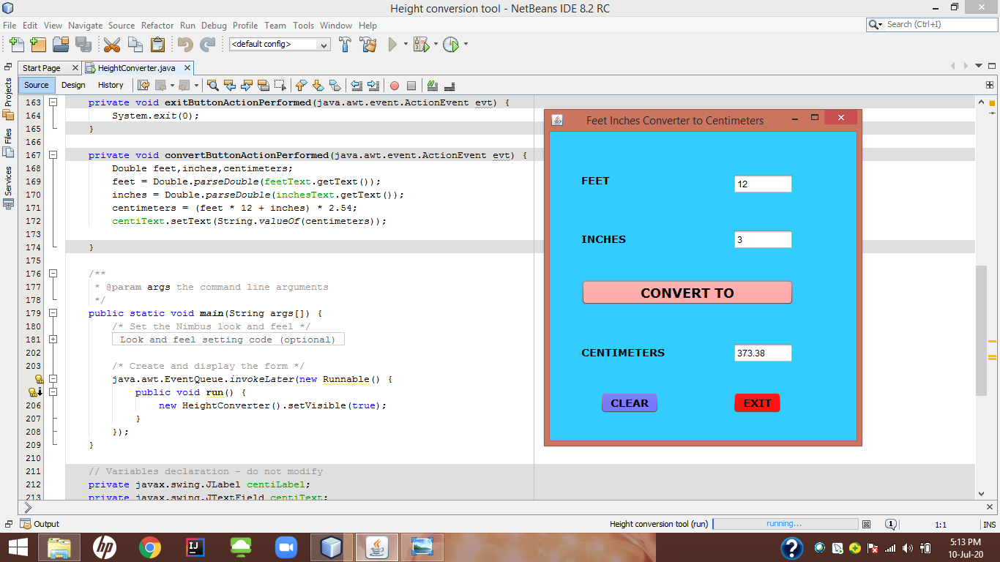 Height conversion tool - NetBeans IDE 8.2 RC
File Edit View Navigate Source Refactor Run Debug Profile Team Tools Window Help
Search (Ctrl+I)
<default config>
Start Page HeightConverter.java
Source Design History
Projects
Files
Services
163 private void exitButtonActionPerformed(java.awt.event.ActionEvent evt) {
164 System.exit(0);
165 }
166
167 private void convertButtonActionPerformed(java.awt.event.ActionEvent evt) {
168 Double feet,inches,centimeters;
169 feet = Double.parseDouble(feetText.getText());
170 inches = Double.parseDouble(inchesText.getText());
171 centimeters = (feet * 12 + inches) * 2.54;
172 centiText.setText(String.valueOf(centimeters));
173
174 }
175
176 /**
177 * @param args the command line arguments
178 */
179 public static void main(String args[]) {
180 /* Set the Nimbus look and feel */
181 Look and feel setting code (optional)
202
203 /* Create and display the form */
java.awt.EventQueue.invokeLater(new Runnable() {
public void run() {
206 new HeightConverter().setVisible(true);
207 }
208 });
209 }
210
211 // Variables declaration - do not modify
212 private javax.swing.JLabel centiLabel;
213 private javax.swing.JTextField centiText;
Feet Inches Converter to Centimeters
FEET 12
INCHES 3
CONVERT TO
CENTIMETERS 373.38
CLEAR EXIT
Output
Height conversion tool (run) running... 1 1:1 INS
hp
IJ
?
5:13 PM
10-Jul-20